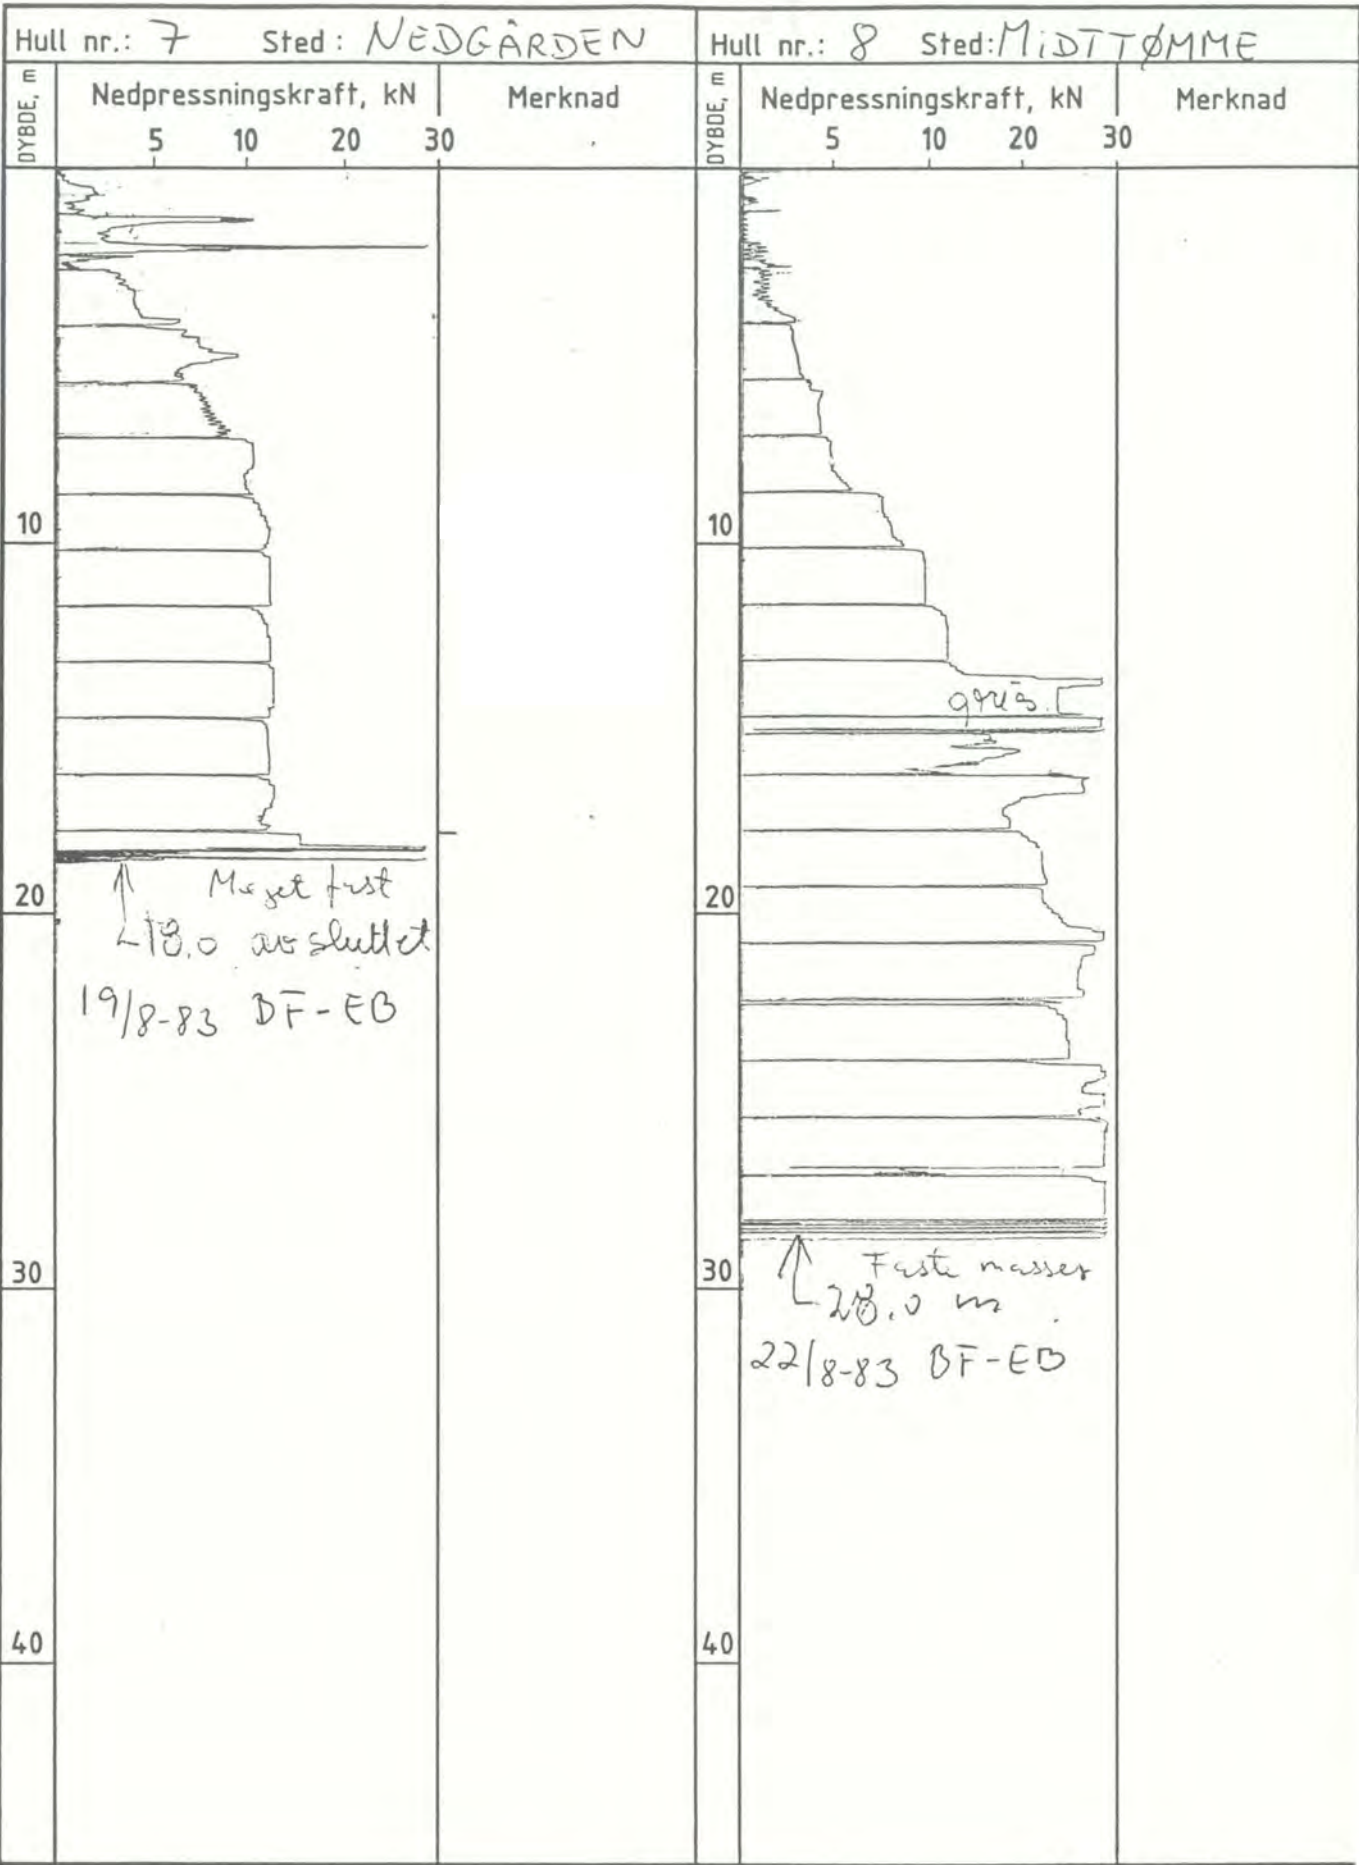 Hull nr.: 7 Sted: NEDGÅRDEN
DYBDE, m
Nedpressningskraft, kN
Merknad
5 10 20 30
10
20
30
40
Meget fast
18.0 avsluttet
19/8-83 BF-EB
Hull nr.: 8 Sted: MiDTTØMME
DYBDE, m
Nedpressningskraft, kN
Merknad
5 10 20 30
10
20
30
40
grus.
Faste masser
28.0 m
22/8-83 BF-EB